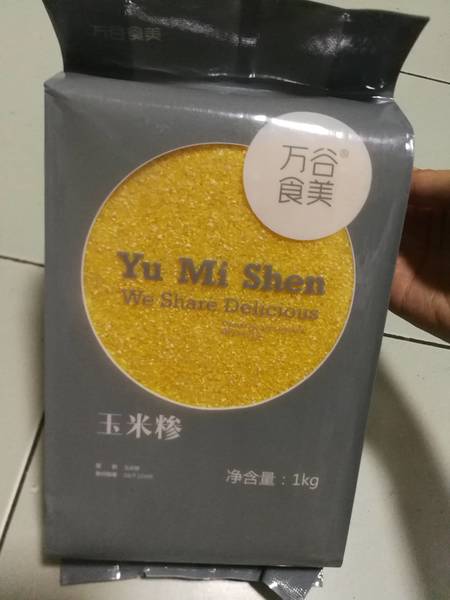 万谷食美
万谷®
食美
Yu Mi Shen
We Share Delicious
玉米糁
净含量：1kg